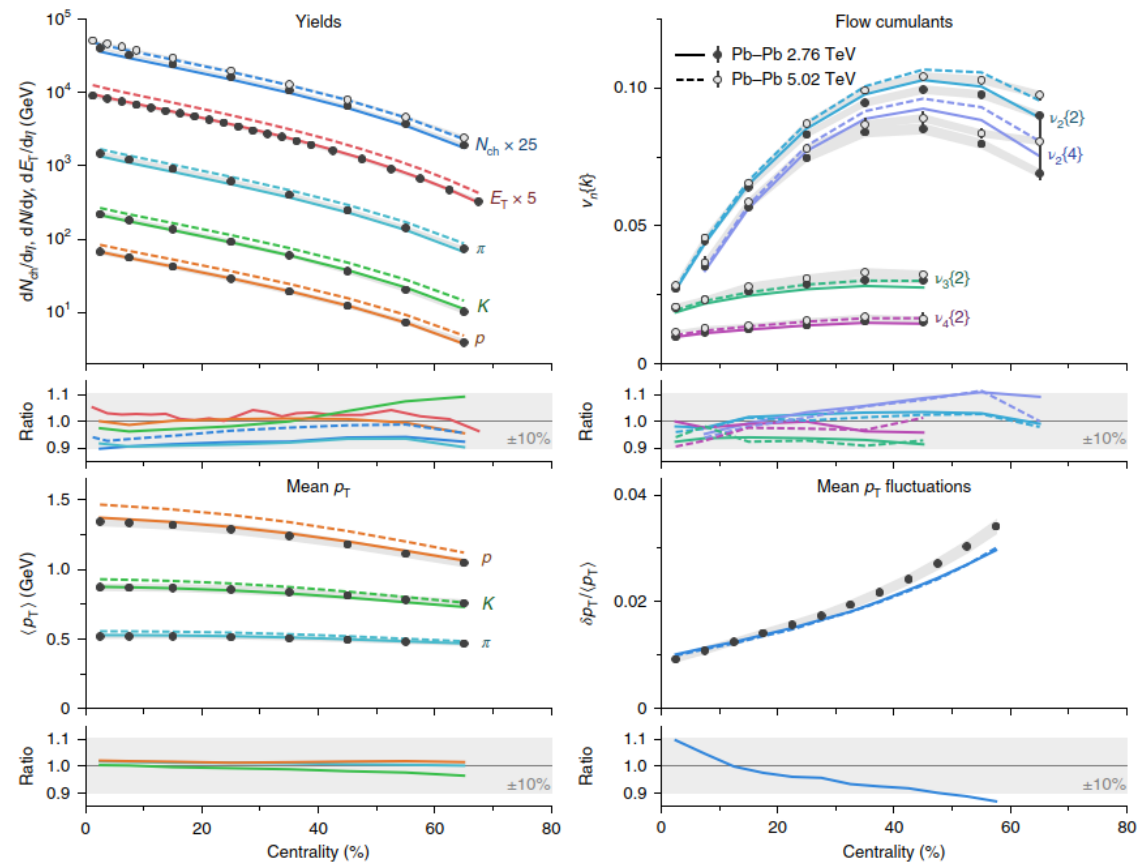 Yields
dN_ch/dη, dN/dy, dE_T/dη (GeV)
10^5
10^4
10^3
10^2
10^1
N_ch × 25
E_T × 5
π
K
p
Ratio
1.1
1.0
0.9
±10%
Flow cumulants
ν_n{k}
0.10
0.05
0
Pb–Pb 2.76 TeV
Pb–Pb 5.02 TeV
ν_2{2}
ν_2{4}
ν_3{2}
ν_4{2}
Ratio
1.1
1.0
0.9
±10%
Mean p_T
⟨p_T⟩ (GeV)
1.5
1.0
0.5
0
p
K
π
Ratio
1.1
1.0
0.9
±10%
0 20 40 60 80
Centrality (%)
Mean p_T fluctuations
δp_T/⟨p_T⟩
0.04
0.02
0
Ratio
1.1
1.0
0.9
±10%
0 20 40 60 80
Centrality (%)